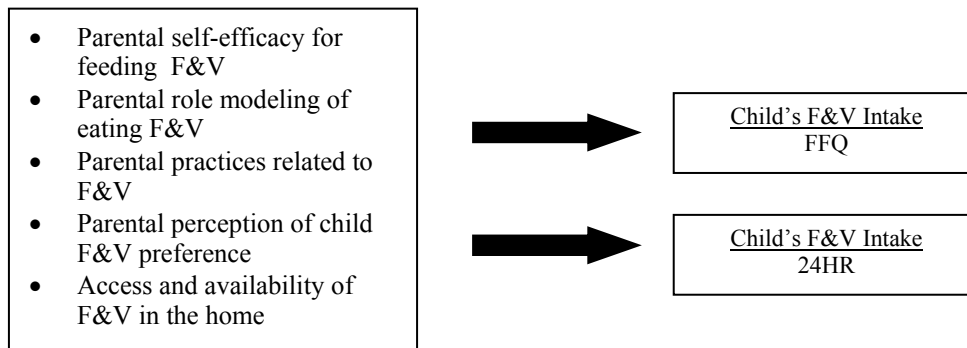 • Parental self-efficacy for
feeding F&V
• Parental role modeling of
eating F&V
• Parental practices related to
F&V
• Parental perception of child
F&V preference
• Access and availability of
F&V in the home
Child’s F&V Intake
FFQ
Child’s F&V Intake
24HR